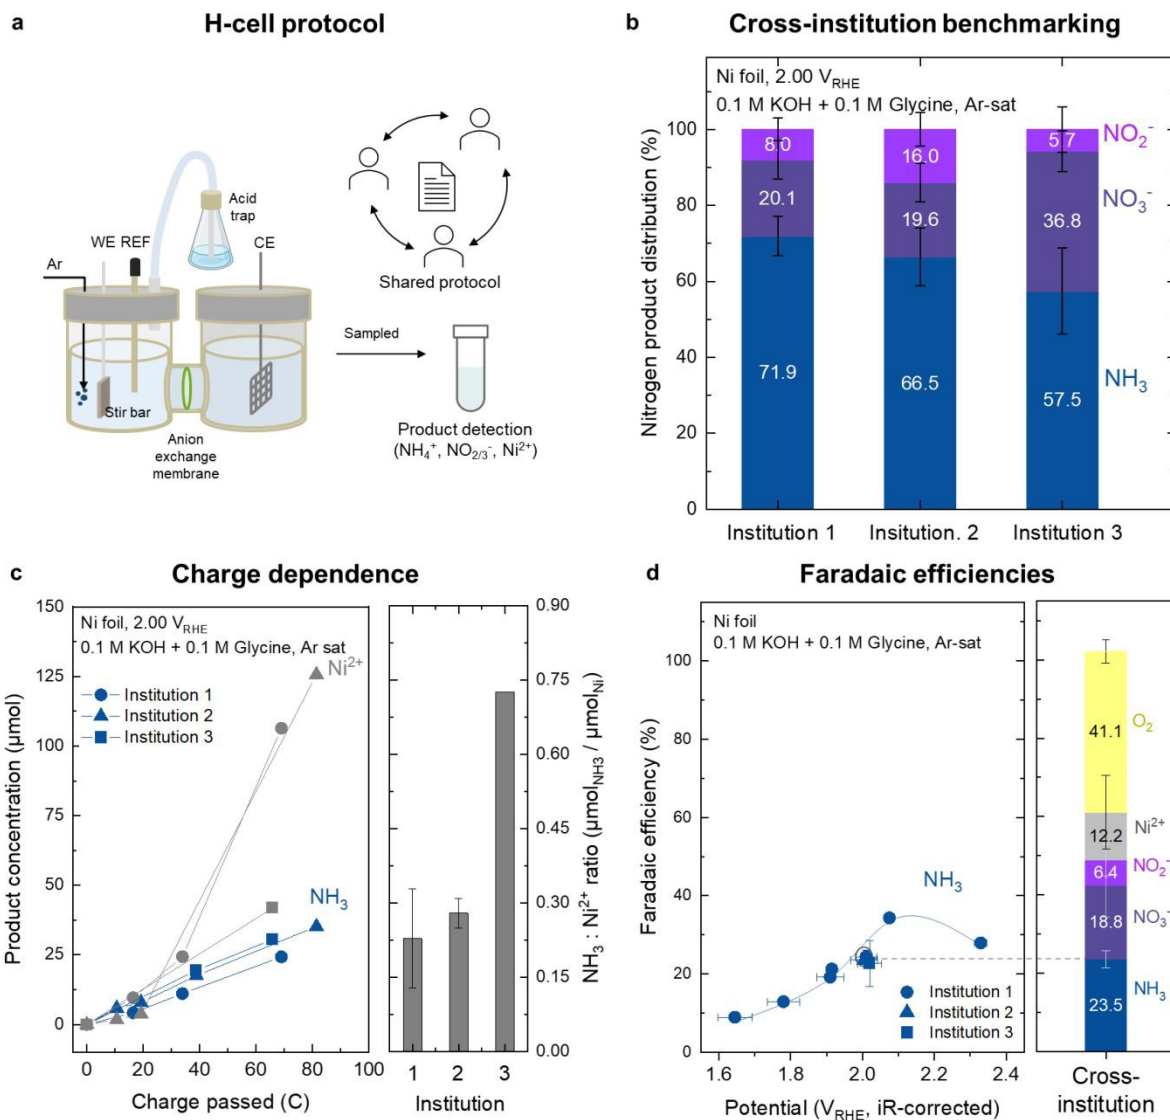 a
H-cell protocol
Acid
trap
WE REF
CE
Ar
Stir bar
Anion
exchange
membrane
Shared protocol
Sampled
Product detection
(NH₄⁺, NO₂/₃⁻, Ni²⁺)
b
Cross-institution benchmarking
Ni foil, 2.00 V_RHE
0.1 M KOH + 0.1 M Glycine, Ar-sat
Nitrogen product distribution (%)
100
80
60
40
20
0
8.0
20.1
71.9
16.0
19.6
66.5
5.7
36.8
57.5
NO₂⁻
NO₃⁻
NH₃
Institution 1
Insitution. 2
Institution 3
c
Charge dependence
Ni foil, 2.00 V_RHE
0.1 M KOH + 0.1 M Glycine, Ar sat
Institution 1
Institution 2
Institution 3
Ni²⁺
NH₃
Product concentration (µmol)
150
125
100
75
50
25
0
0 20 40 60 80 100
Charge passed (C)
0.90
0.75
0.60
0.45
0.30
0.15
0.00
NH₃ : Ni²⁺ ratio (µmol_NH3 / µmol_Ni)
1 2 3
Institution
d
Faradaic efficiencies
Ni foil
0.1 M KOH + 0.1 M Glycine, Ar-sat
Faradaic efficiency (%)
100
80
60
40
20
0
NH₃
Institution 1
Institution 2
Institution 3
1.6 1.8 2.0 2.2 2.4
Potential (V_RHE, iR-corrected)
41.1
12.2
6.4
18.8
23.5
O₂
Ni²⁺
NO₂⁻
NO₃⁻
NH₃
Cross-
institution